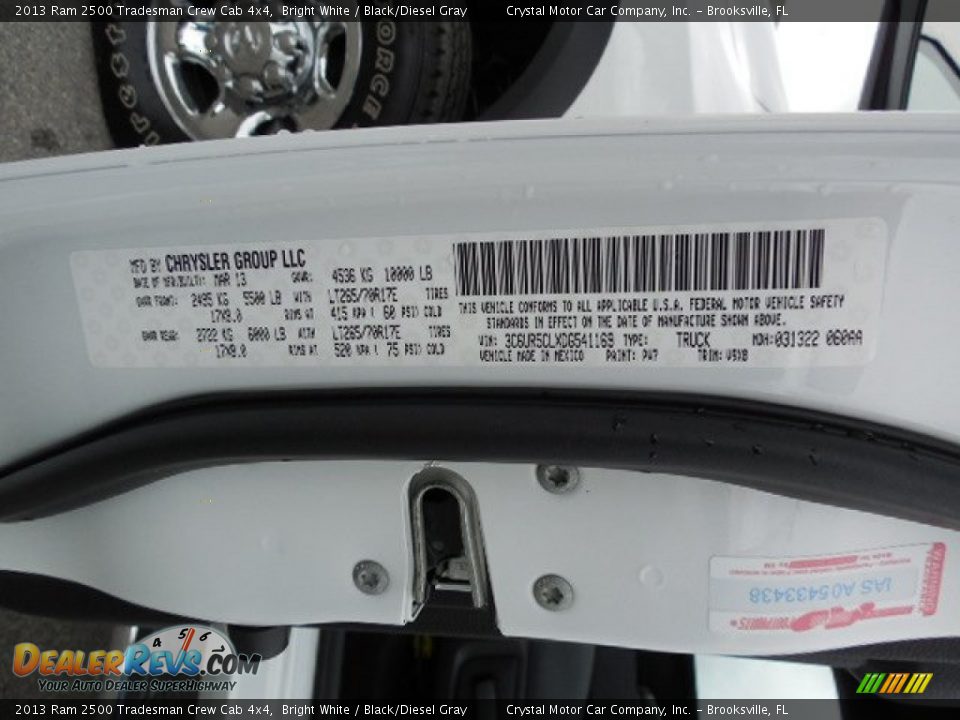 2013 Ram 2500 Tradesman Crew Cab 4x4, Bright White / Black/Diesel Gray Crystal Motor Car Company, Inc. – Brooksville, FL
MFD BY CHRYSLER GROUP LLC
DATE OF MFR/BUILT: MAR 13 GVWR: 4536 KG 10000 LB
GAWR FRONT: 2495 KG 5500 LB WITH LT265/70R17E TIRES
17X8.0 RIMS AT 415 KPA ( 60 PSI) COLD
GAWR REAR: 2722 KG 6000 LB WITH LT265/70R17E TIRES
17X8.0 RIMS AT 520 KPA ( 75 PSI) COLD
THIS VEHICLE CONFORMS TO ALL APPLICABLE U.S.A. FEDERAL MOTOR VEHICLE SAFETY
STANDARDS IN EFFECT ON THE DATE OF MANUFACTURE SHOWN ABOVE.
VIN: 3C6UR5CLXDG541169 TYPE: TRUCK MDH: 031322 060AA
VEHICLE MADE IN MEXICO PAINT: PW7 TRIM: V9X8
IAS A05433438
4 5 6
DEALERREVS.COM
YOUR AUTO DEALER SUPERHIGHWAY
2013 Ram 2500 Tradesman Crew Cab 4x4, Bright White / Black/Diesel Gray Crystal Motor Car Company, Inc. – Brooksville, FL